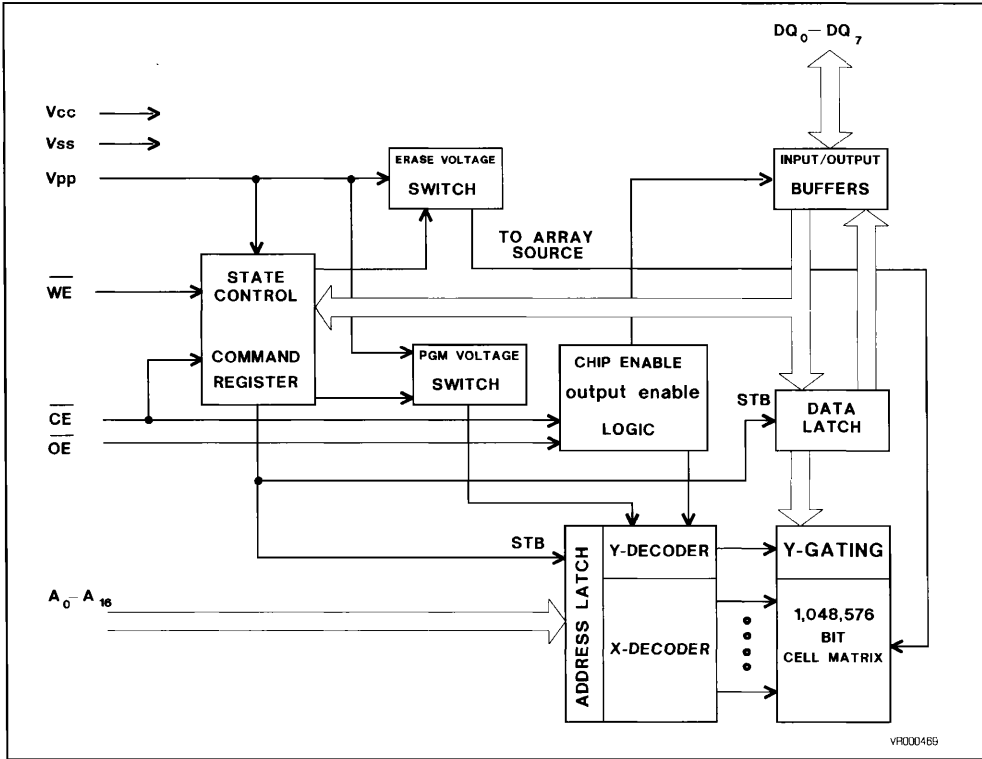 DQ0 – DQ7
Vcc
Vss
Vpp
ERASE VOLTAGE
SWITCH
INPUT/OUTPUT
BUFFERS
TO ARRAY
SOURCE
WE
STATE
CONTROL
COMMAND
REGISTER
PGM VOLTAGE
SWITCH
CHIP ENABLE
output enable
LOGIC
STB
DATA
LATCH
CE
OE
STB
ADDRESS LATCH
Y-DECODER
Y-GATING
A0– A16
X-DECODER
1,048,576
BIT
CELL MATRIX
VR000469